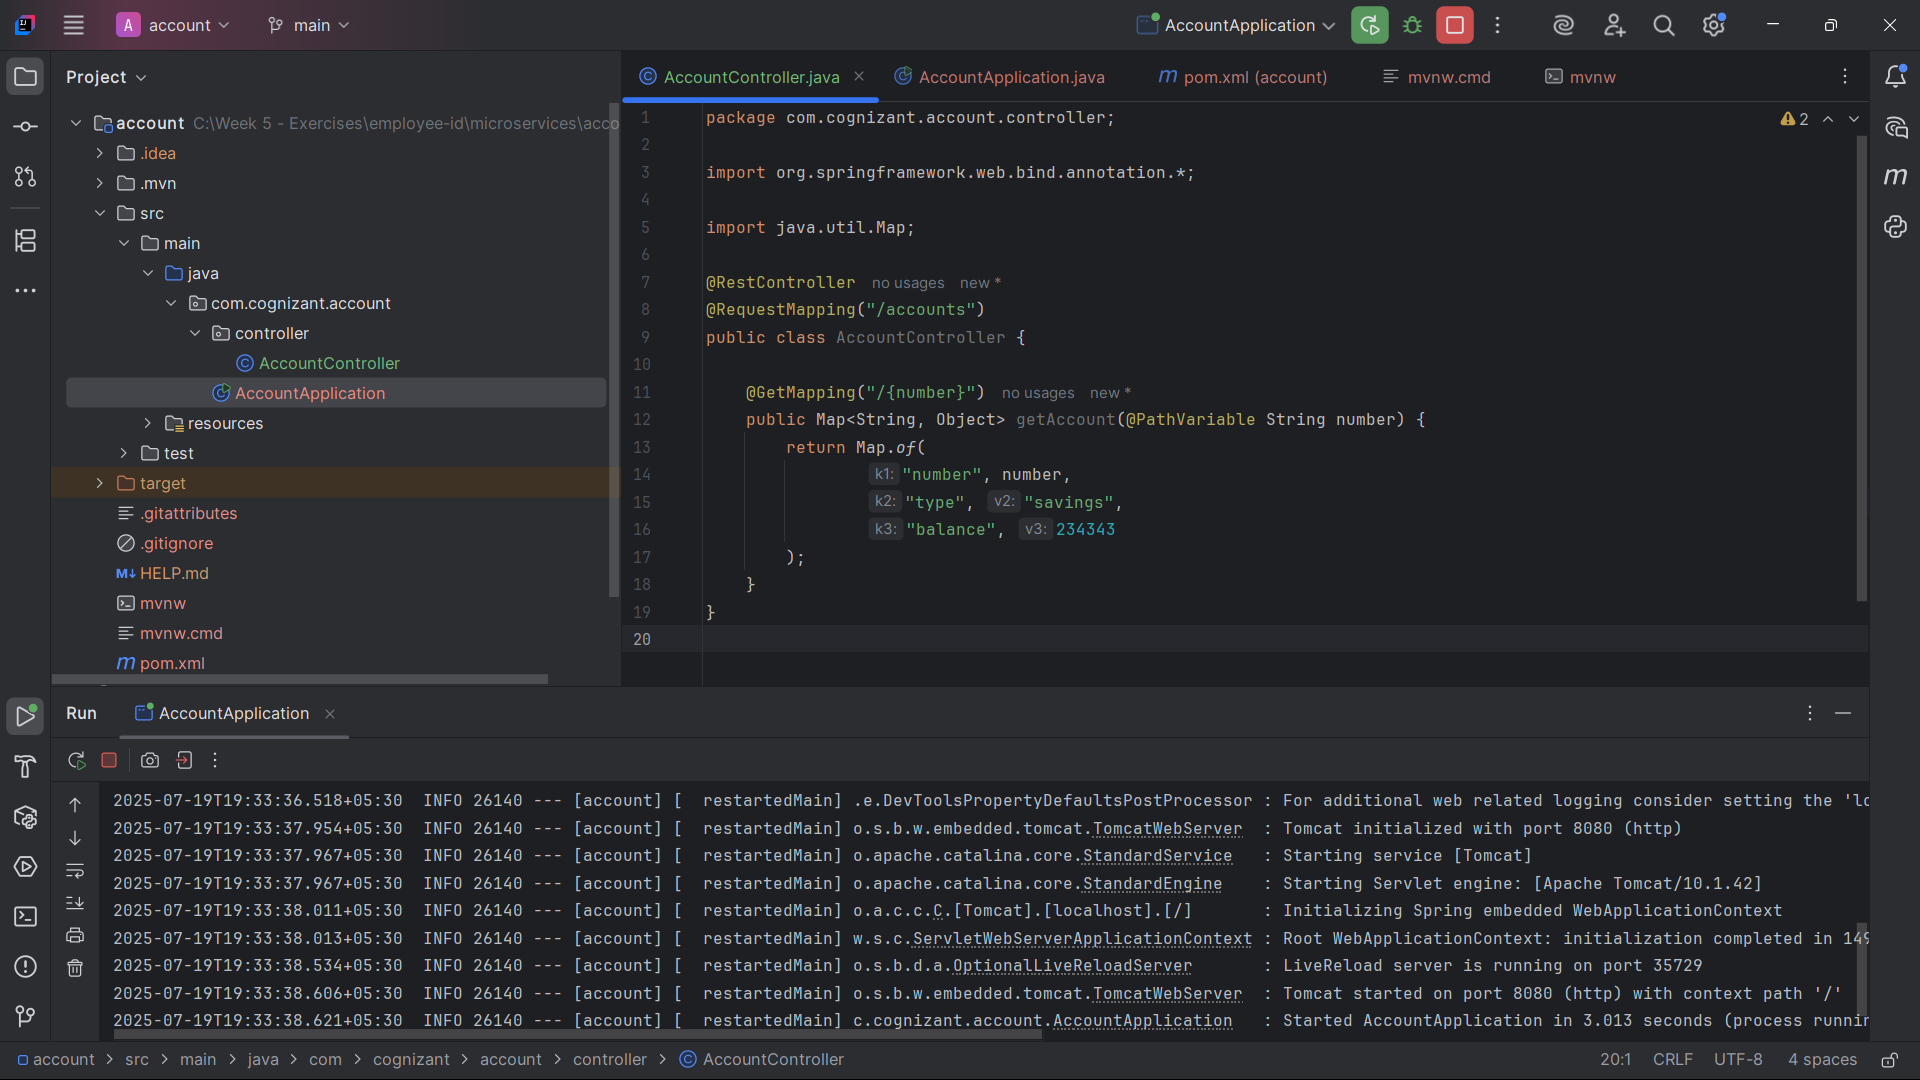 A account main AccountApplication
Project
account C:\Week 5 - Exercises\employee-id\microservices\acco
.idea
.mvn
src
main
java
com.cognizant.account
controller
AccountController
AccountApplication
resources
test
target
.gitattributes
.gitignore
M↓ HELP.md
mvnw
mvnw.cmd
m pom.xml
AccountController.java AccountApplication.java m pom.xml (account) mvnw.cmd mvnw
2
1 package com.cognizant.account.controller;
2
3 import org.springframework.web.bind.annotation.*;
4
5 import java.util.Map;
6
7 @RestController no usages new *
8 @RequestMapping("/accounts")
9 public class AccountController {
10
11 @GetMapping("/{number}") no usages new *
12 public Map<String, Object> getAccount(@PathVariable String number) {
13 return Map.of(
14 k1: "number", number,
15 k2: "type", v2: "savings",
16 k3: "balance", v3: 234343
17 );
18 }
19 }
20
Run AccountApplication
2025-07-19T19:33:36.518+05:30 INFO 26140 --- [account] [ restartedMain] .e.DevToolsPropertyDefaultsPostProcessor : For additional web related logging consider setting the 'lo
2025-07-19T19:33:37.954+05:30 INFO 26140 --- [account] [ restartedMain] o.s.b.w.embedded.tomcat.TomcatWebServer : Tomcat initialized with port 8080 (http)
2025-07-19T19:33:37.967+05:30 INFO 26140 --- [account] [ restartedMain] o.apache.catalina.core.StandardService : Starting service [Tomcat]
2025-07-19T19:33:37.967+05:30 INFO 26140 --- [account] [ restartedMain] o.apache.catalina.core.StandardEngine : Starting Servlet engine: [Apache Tomcat/10.1.42]
2025-07-19T19:33:38.011+05:30 INFO 26140 --- [account] [ restartedMain] o.a.c.c.C.[Tomcat].[localhost].[/] : Initializing Spring embedded WebApplicationContext
2025-07-19T19:33:38.013+05:30 INFO 26140 --- [account] [ restartedMain] w.s.c.ServletWebServerApplicationContext : Root WebApplicationContext: initialization completed in 149
2025-07-19T19:33:38.534+05:30 INFO 26140 --- [account] [ restartedMain] o.s.b.d.a.OptionalLiveReloadServer : LiveReload server is running on port 35729
2025-07-19T19:33:38.606+05:30 INFO 26140 --- [account] [ restartedMain] o.s.b.w.embedded.tomcat.TomcatWebServer : Tomcat started on port 8080 (http) with context path '/'
2025-07-19T19:33:38.621+05:30 INFO 26140 --- [account] [ restartedMain] c.cognizant.account.AccountApplication : Started AccountApplication in 3.013 seconds (process runnin
account > src > main > java > com > cognizant > account > controller > AccountController 20:1 CRLF UTF-8 4 spaces